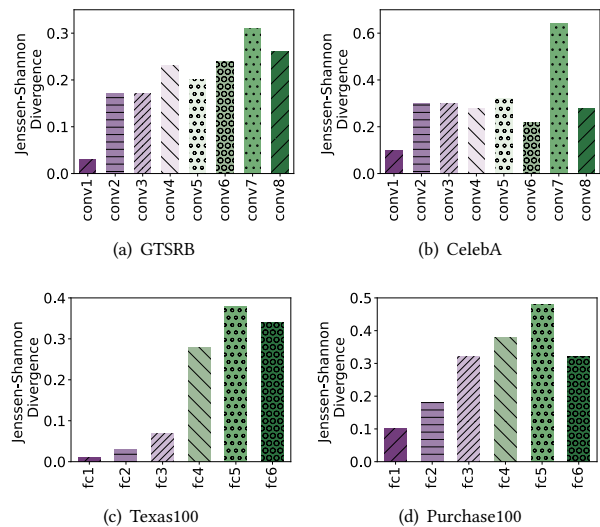 Jenssen-Shannon
Divergence
0.3
0.2
0.1
0.0
conv1
conv2
conv3
conv4
conv5
conv6
conv7
conv8
(a) GTSRB
Jenssen-Shannon
Divergence
0.6
0.4
0.2
0.0
conv1
conv2
conv3
conv4
conv5
conv6
conv7
conv8
(b) CelebA
Jenssen-Shannon
Divergence
0.4
0.3
0.2
0.1
0.0
fc1
fc2
fc3
fc4
fc5
fc6
(c) Texas100
Jenssen-Shannon
Divergence
0.5
0.4
0.3
0.2
0.1
0.0
fc1
fc2
fc3
fc4
fc5
fc6
(d) Purchase100